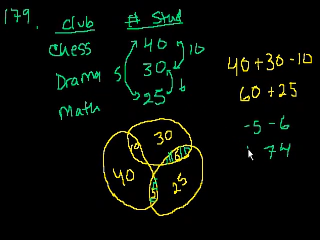 179. Club # Stud
Chess 40 10
Drama 5 30
Math 25 6
40 + 30 - 10
60 + 25
- 5 - 6
74
10 30
6
40 5 25